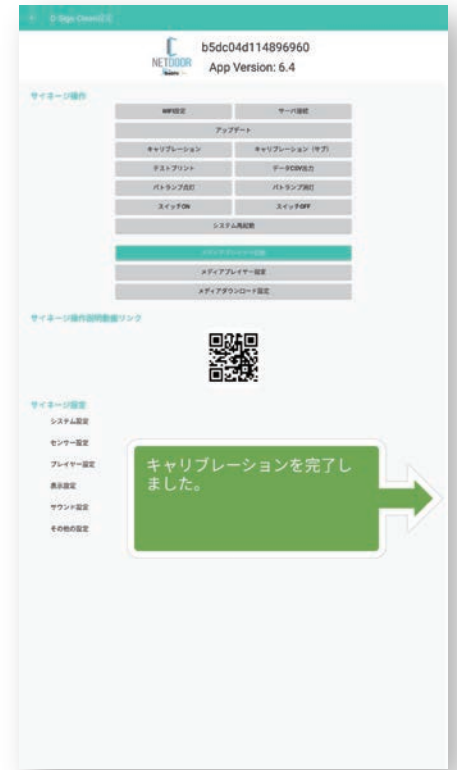 b5dc04d114896960
NETDOOR
App Version: 6.4
サイネージ操作
WIFI設定 サーバ接続
アップデート
キャリブレーション キャリブレーション（サブ）
テストプリント データCSV出力
パトランプ点灯 パトランプ消灯
スイッチON スイッチOFF
システム再起動
メディアプレイヤー設定
メディアダウンロード設定
サイネージ操作説明動画リンク
サイネージ設定
システム設定
センサー設定
プレイヤー設定
表示設定
サウンド設定
その他の設定
キャリブレーションを完了し
ました。